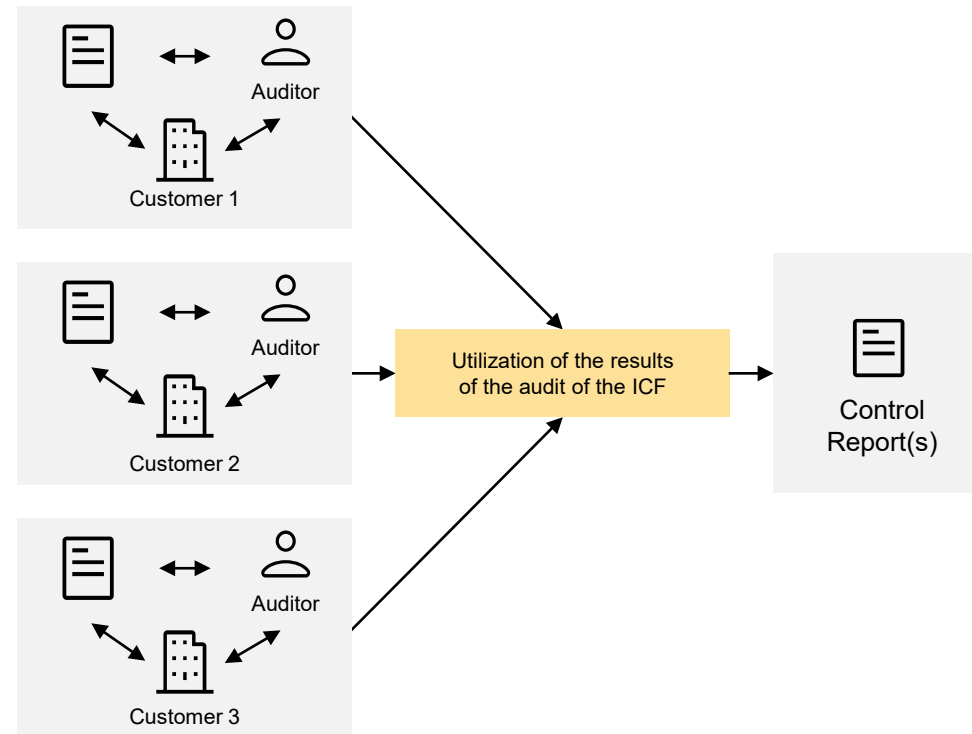 Auditor
Customer 1
Auditor
Customer 2
Utilization of the results
of the audit of the ICF
Control
Report(s)
Auditor
Customer 3